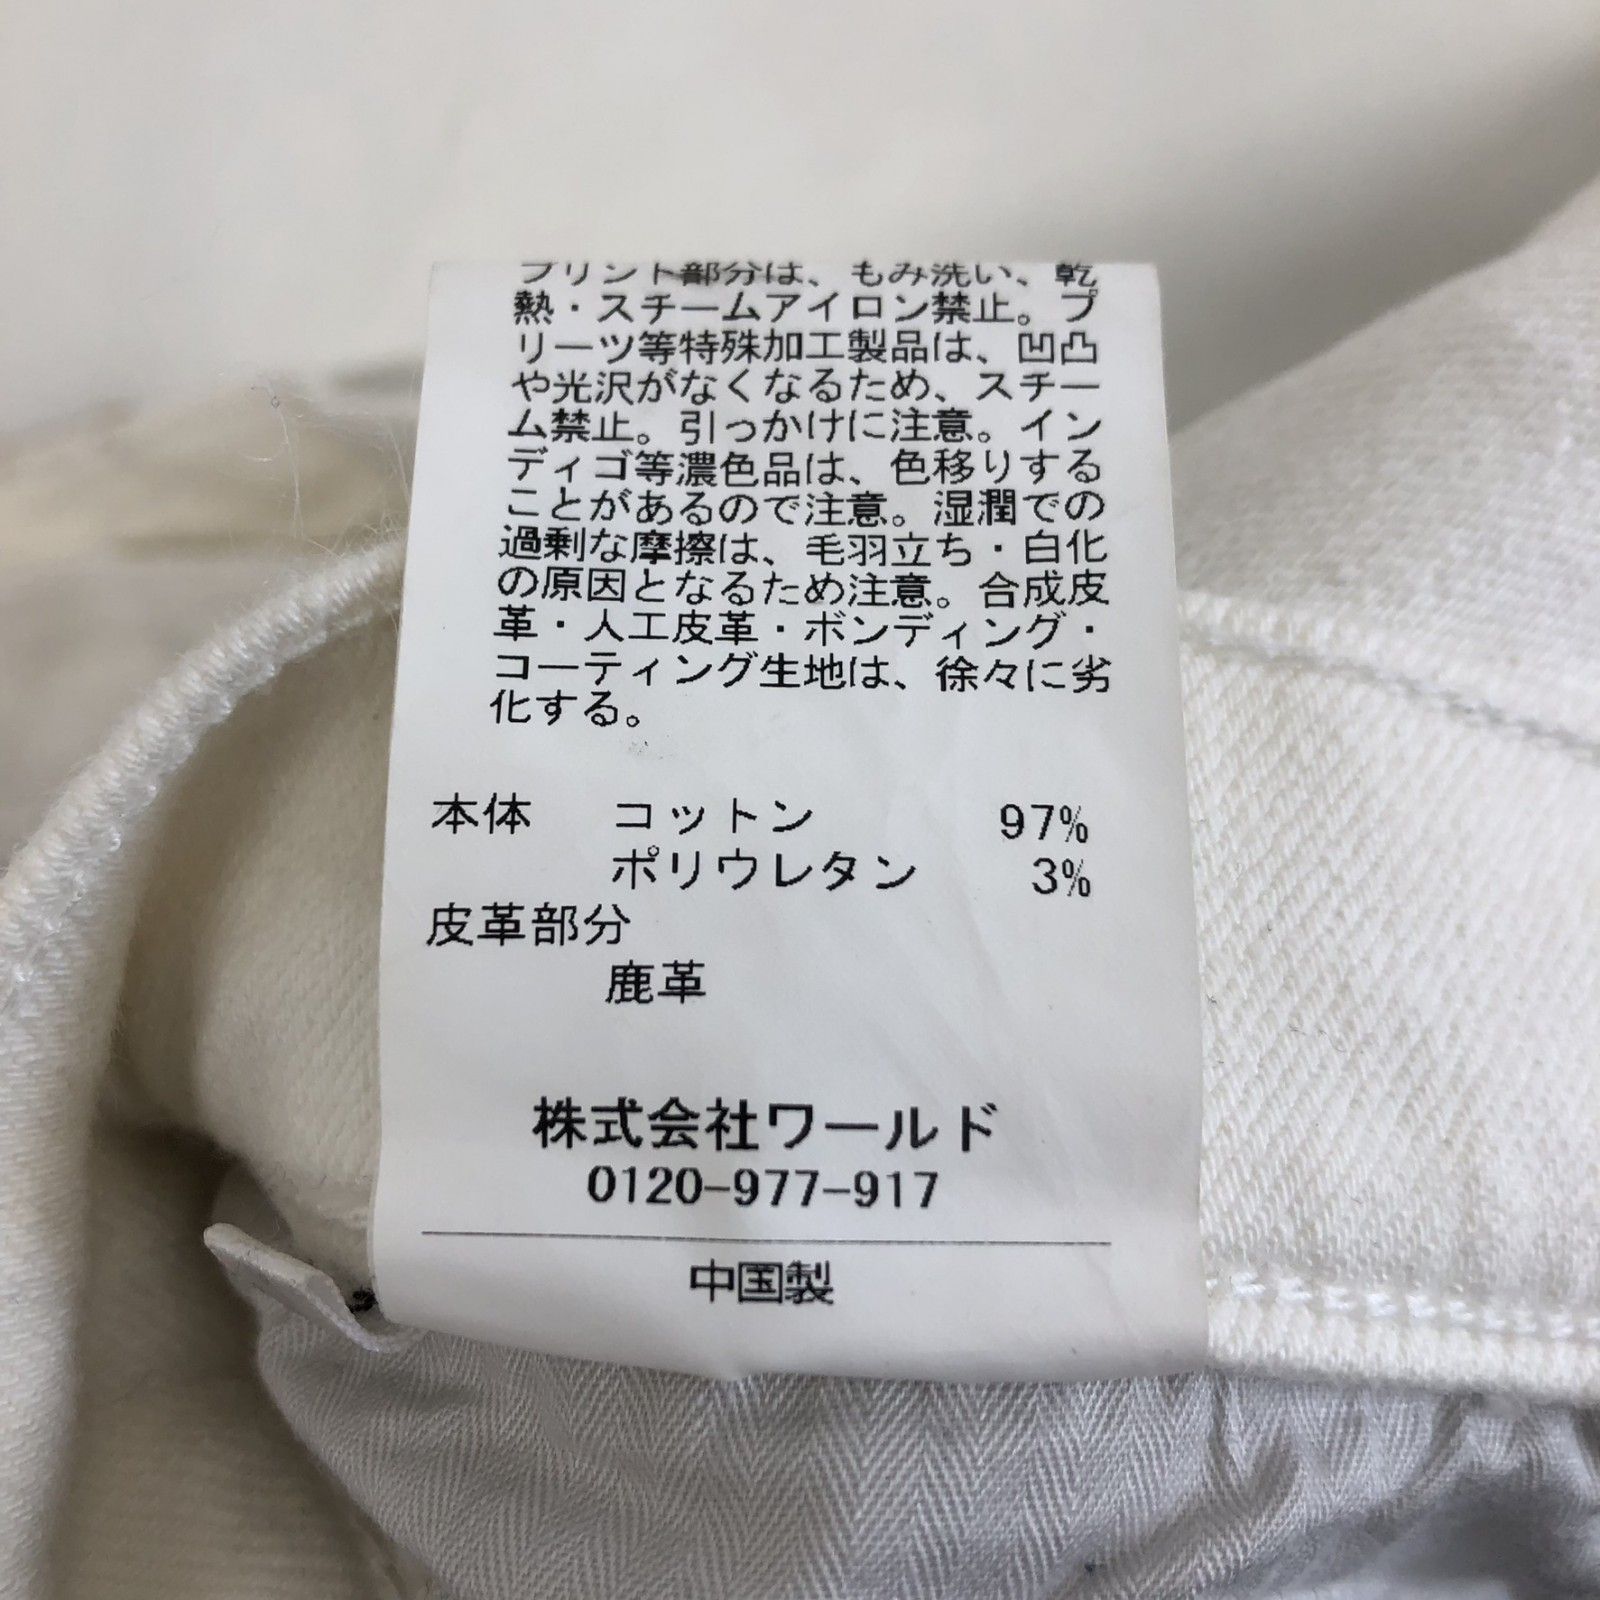 プリント部分は、もみ洗い、乾
熱・スチームアイロン禁止。プ
リーツ等特殊加工製品は、凹凸
や光沢がなくなるため、スチー
ム禁止。引っかけに注意。イン
ディゴ等濃色品は、色移りする
ことがあるので注意。湿潤での
過剰な摩擦は、毛羽立ち・白化
の原因となるため注意。合成皮
革・人工皮革・ボンディング・
コーティング生地は、徐々に劣
化する。
本体 コットン 97%
ポリウレタン 3%
皮革部分
鹿革
株式会社ワールド
0120-977-917
中国製